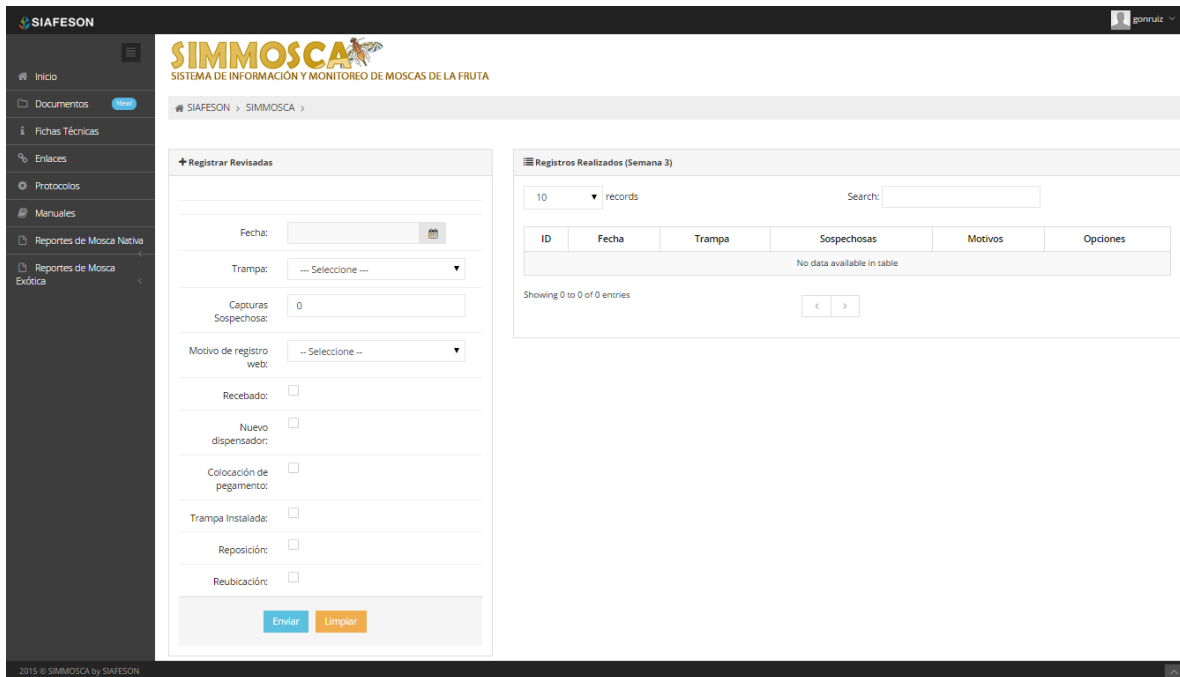 SIAFESON
gonruiz
Inicio
Documentos New!
Fichas Técnicas
Enlaces
Protocolos
Manuales
Reportes de Mosca Nativa
Reportes de Mosca
Exótica
SIMMOSCA
SISTEMA DE INFORMACIÓN Y MONITOREO DE MOSCAS DE LA FRUTA
SIAFESON > SIMMOSCA >
Registrar Revisadas
Fecha:
Trampa: --- Seleccione ---
Capturas
Sospechosa:
0
Motivo de registro
web:
-- Seleccione --
Recebado:
Nuevo
dispensador:
Colocación de
pegamento:
Trampa Instalada:
Reposición:
Reubicación:
Enviar Limpiar
Registros Realizados (Semana 3)
10 records Search:
ID Fecha Trampa Sospechosas Motivos Opciones
No data available in table
Showing 0 to 0 of 0 entries
2015 © SIMMOSCA by SIAFESON